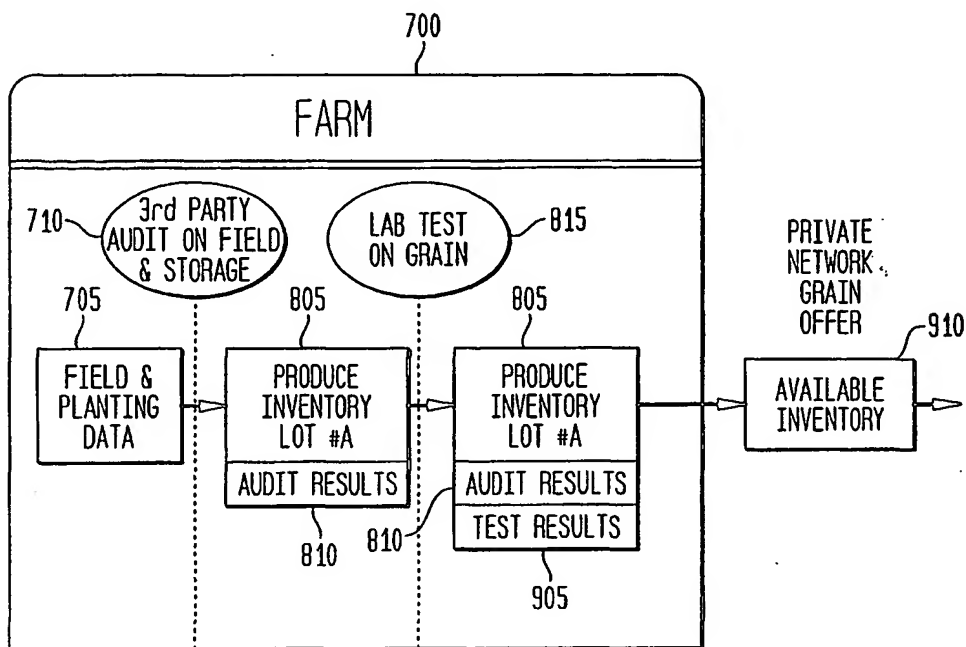 700
FARM
710
3rd PARTY
AUDIT ON FIELD
& STORAGE
LAB TEST
ON GRAIN
815
PRIVATE
NETWORK
GRAIN
OFFER
705
805
805
910
FIELD &
PLANTING
DATA
PRODUCE
INVENTORY
LOT #A
AUDIT RESULTS
810
PRODUCE
INVENTORY
LOT #A
AUDIT RESULTS
TEST RESULTS
810
905
AVAILABLE
INVENTORY